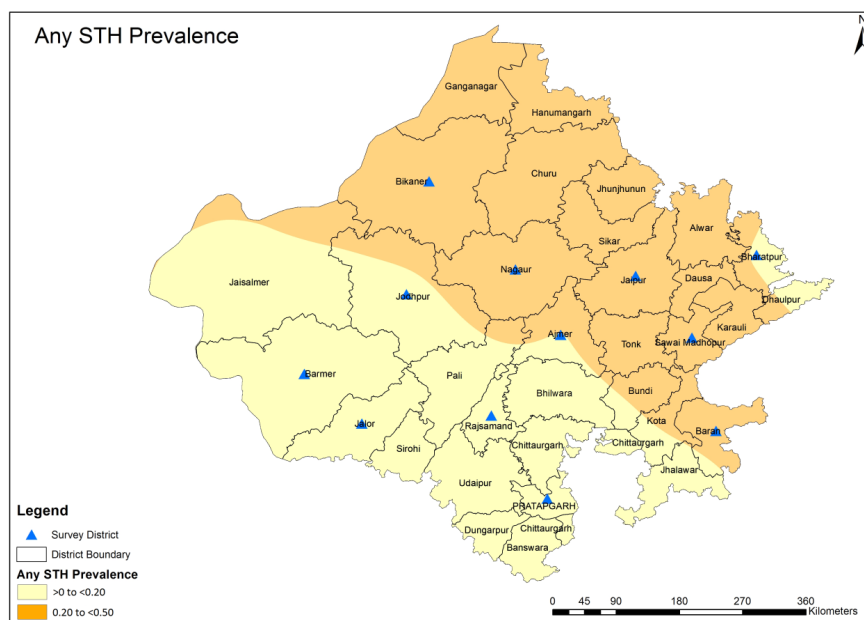 Any STH Prevalence
N
Ganganagar
Hanumangarh
Bikaner
Churu
Jhunjhunun
Alwar
Sikar
Bharatpur
Nagaur
Jaipur
Dausa
Jaisalmer
Jodhpur
Dhaulpur
Karauli
Ajmer
Tonk
Sawai Madhopur
Barmer
Pali
Bhilwara
Bundi
Jalor
Rajsamand
Kota
Baran
Sirohi
Chittaurgarh
Chittaurgarh
Jhalawar
Udaipur
PRATAPGARH
Dungarpur
Chittaurgarh
Banswara
Legend
Survey District
District Boundary
Any STH Prevalence
>0 to <0.20
0.20 to <0.50
0 45 90 180 270 360
Kilometers